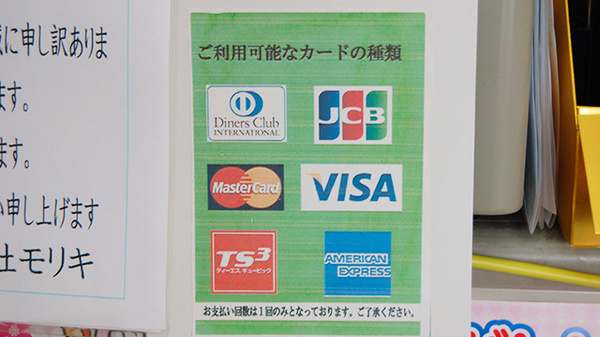 に申し訳ありま
ます。
ます。
い申し上げます
モリキ
ご利用可能なカードの種類
Diners Club
INTERNATIONAL
JCB
MasterCard
VISA
TS3
ティーエス キュービック
AMERICAN
EXPRESS
お支払い回数は1回のみとなっております。ご了承ください。